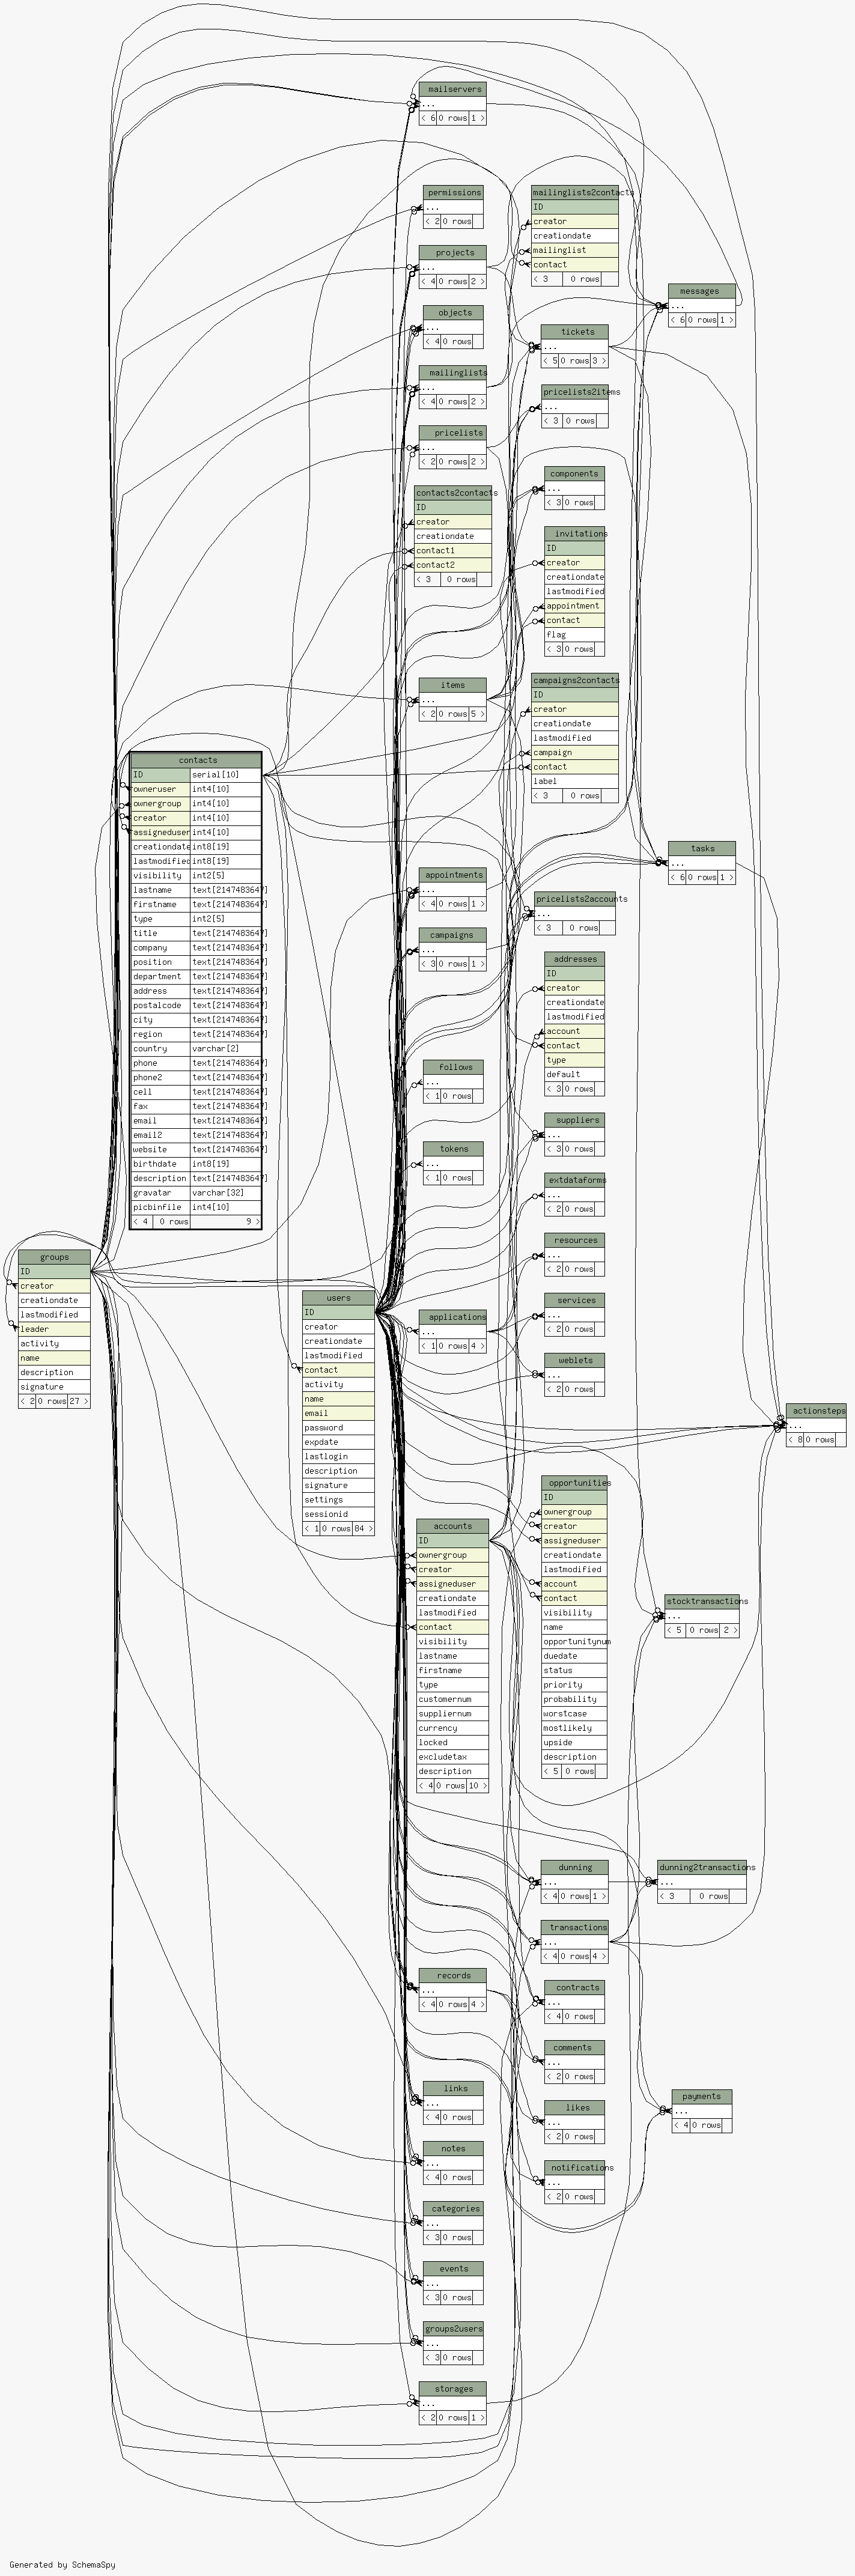 mailservers
...
< 6 0 rows 1 >
permissions
...
< 2 0 rows
projects
...
< 4 0 rows 2 >
objects
...
< 4 0 rows
mailinglists
...
< 4 0 rows 2 >
pricelists
...
< 2 0 rows 2 >
contacts2contacts
ID
creator
creationdate
contact1
contact2
< 3 0 rows
items
...
< 2 0 rows 5 >
mailinglists2contacts
ID
creator
creationdate
mailinglist
contact
< 3 0 rows
messages
...
< 6 0 rows 1 >
tickets
...
< 5 0 rows 3 >
pricelists2items
...
< 3 0 rows
components
...
< 3 0 rows
invitations
ID
creator
creationdate
lastmodified
appointment
contact
flag
< 3 0 rows
campaigns2contacts
ID
creator
creationdate
lastmodified
campaign
contact
label
< 3 0 rows
contacts
ID serial[10]
owneruser int4[10]
ownergroup int4[10]
creator int4[10]
assigneduser int4[10]
creationdate int8[19]
lastmodified int8[19]
visibility int2[5]
lastname text[2147483647]
firstname text[2147483647]
type int2[5]
title text[2147483647]
company text[2147483647]
position text[2147483647]
department text[2147483647]
address text[2147483647]
postalcode text[2147483647]
city text[2147483647]
region text[2147483647]
country varchar[2]
phone text[2147483647]
phone2 text[2147483647]
cell text[2147483647]
fax text[2147483647]
email text[2147483647]
email2 text[2147483647]
website text[2147483647]
birthdate int8[19]
description text[2147483647]
gravatar varchar[32]
picbinfile int4[10]
< 4 0 rows 9 >
tasks
...
< 6 0 rows 1 >
appointments
...
< 4 0 rows 1 >
pricelists2accounts
...
< 3 0 rows
campaigns
...
< 3 0 rows 1 >
addresses
ID
creator
creationdate
lastmodified
account
contact
type
default
< 3 0 rows
follows
...
< 1 0 rows
tokens
...
< 1 0 rows
suppliers
...
< 3 0 rows
extdataforms
...
< 2 0 rows
resources
...
< 2 0 rows
groups
ID
creator
creationdate
lastmodified
leader
activity
name
description
signature
< 2 0 rows 27 >
users
ID
creator
creationdate
lastmodified
contact
activity
name
email
password
expdate
lastlogin
description
signature
settings
sessionid
< 1 0 rows 84 >
applications
...
< 1 0 rows 4 >
services
...
< 2 0 rows
weblets
...
< 2 0 rows
actionsteps
...
< 8 0 rows
accounts
ID
ownergroup
creator
assigneduser
creationdate
lastmodified
contact
visibility
lastname
firstname
type
customernum
suppliernum
currency
locked
excludetax
description
< 4 0 rows 10 >
opportunities
ID
ownergroup
creator
assigneduser
creationdate
lastmodified
account
contact
visibility
name
opportunitynum
duedate
status
priority
probability
worstcase
mostlikely
upside
description
< 5 0 rows
stocktransactions
...
< 5 0 rows 2 >
dunning
...
< 4 0 rows 1 >
dunning2transactions
...
< 3 0 rows
transactions
...
< 4 0 rows 4 >
records
...
< 4 0 rows 4 >
contracts
...
< 4 0 rows
comments
...
< 2 0 rows
links
...
< 4 0 rows
likes
...
< 2 0 rows
payments
...
< 4 0 rows
notes
...
< 4 0 rows
notifications
...
< 2 0 rows
categories
...
< 3 0 rows
events
...
< 3 0 rows
groups2users
...
< 3 0 rows
storages
...
< 2 0 rows 1 >
Generated by SchemaSpy